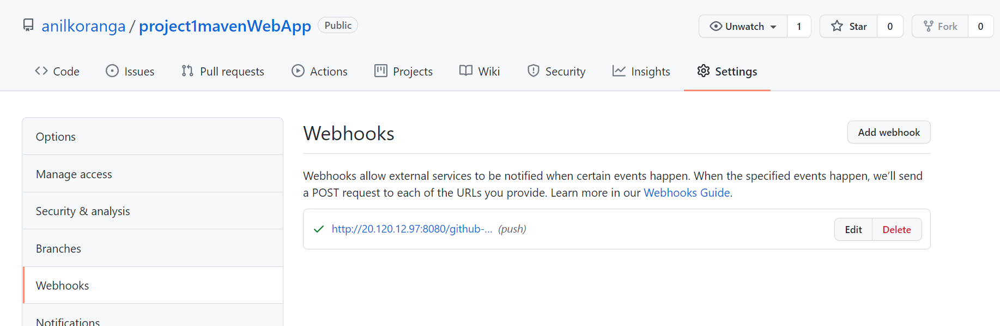 anilkoranga / project1mavenWebApp Public Unwatch 1 Star 0 Fork 0
Code Issues Pull requests Actions Projects Wiki Security Insights Settings
Options
Manage access
Security & analysis
Branches
Webhooks
Notifications
Webhooks Add webhook
Webhooks allow external services to be notified when certain events happen. When the specified events happen, we’ll send
a POST request to each of the URLs you provide. Learn more in our Webhooks Guide.
http://20.120.12.97:8080/github-... (push) Edit Delete